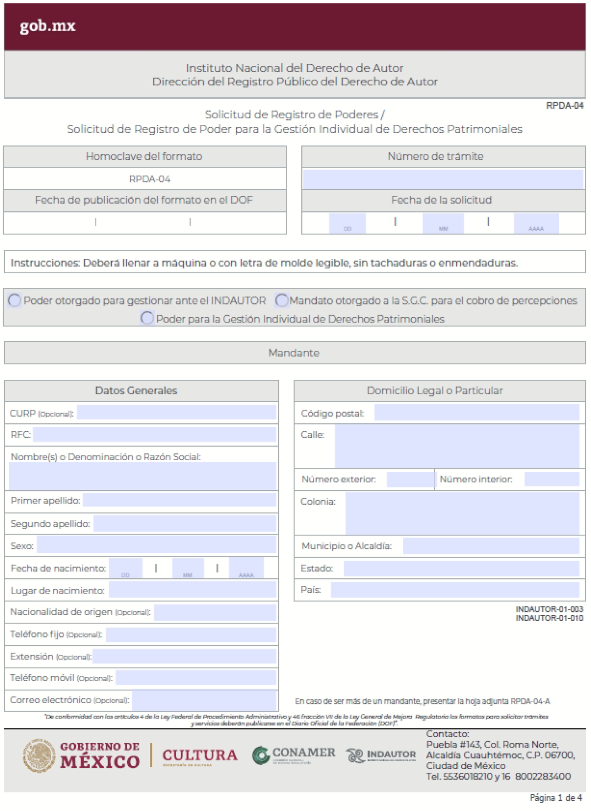 gob.mx
Instituto Nacional del Derecho de Autor
Dirección del Registro Público del Derecho de Autor
RPDA-04
Solicitud de Registro de Poderes /
Solicitud de Registro de Poder para la Gestión Individual de Derechos Patrimoniales
Homoclave del formato
Número de trámite
RPDA-04
Fecha de publicación del formato en el DOF
Fecha de la solicitud
| |
DD | MM | AAAA
Instrucciones: Deberá llenar a máquina o con letra de molde legible, sin tachaduras o enmendaduras.
Poder otorgado para gestionar ante el INDAUTOR Mandato otorgado a la S.G.C. para el cobro de percepciones
Poder para la Gestión Individual de Derechos Patrimoniales
Mandante
Datos Generales
CURP (Opcional):
RFC:
Nombre(s) o Denominación o Razón Social:
Primer apellido:
Segundo apellido:
Sexo:
Fecha de nacimiento: DD | MM | AAAA
Lugar de nacimiento:
Nacionalidad de origen (Opcional):
Teléfono fijo (Opcional):
Extensión (Opcional):
Teléfono móvil (Opcional):
Correo electrónico (Opcional):
Domicilio Legal o Particular
Código postal:
Calle:
Número exterior: Número interior:
Colonia:
Municipio o Alcaldía:
Estado:
País:
INDAUTOR-01-003
INDAUTOR-01-010
En caso de ser más de un mandante, presentar la hoja adjunta RPDA-04-A
"De conformidad con los artículos 4 de la Ley Federal de Procedimiento Administrativo y 46 fracción VII de la Ley General de Mejora Regulatoria los formatos para solicitar trámites
y servicios deberán publicarse en el Diario Oficial de la Federación (DOF)".
GOBIERNO DE
MÉXICO
CULTURA
SECRETARÍA DE CULTURA
CONAMER
INDAUTOR
Contacto:
Puebla #143, Col. Roma Norte,
Alcaldía Cuauhtémoc, C.P. 06700,
Ciudad de México
Tel. 5536018210 y 16 8002283400
Página 1 de 4